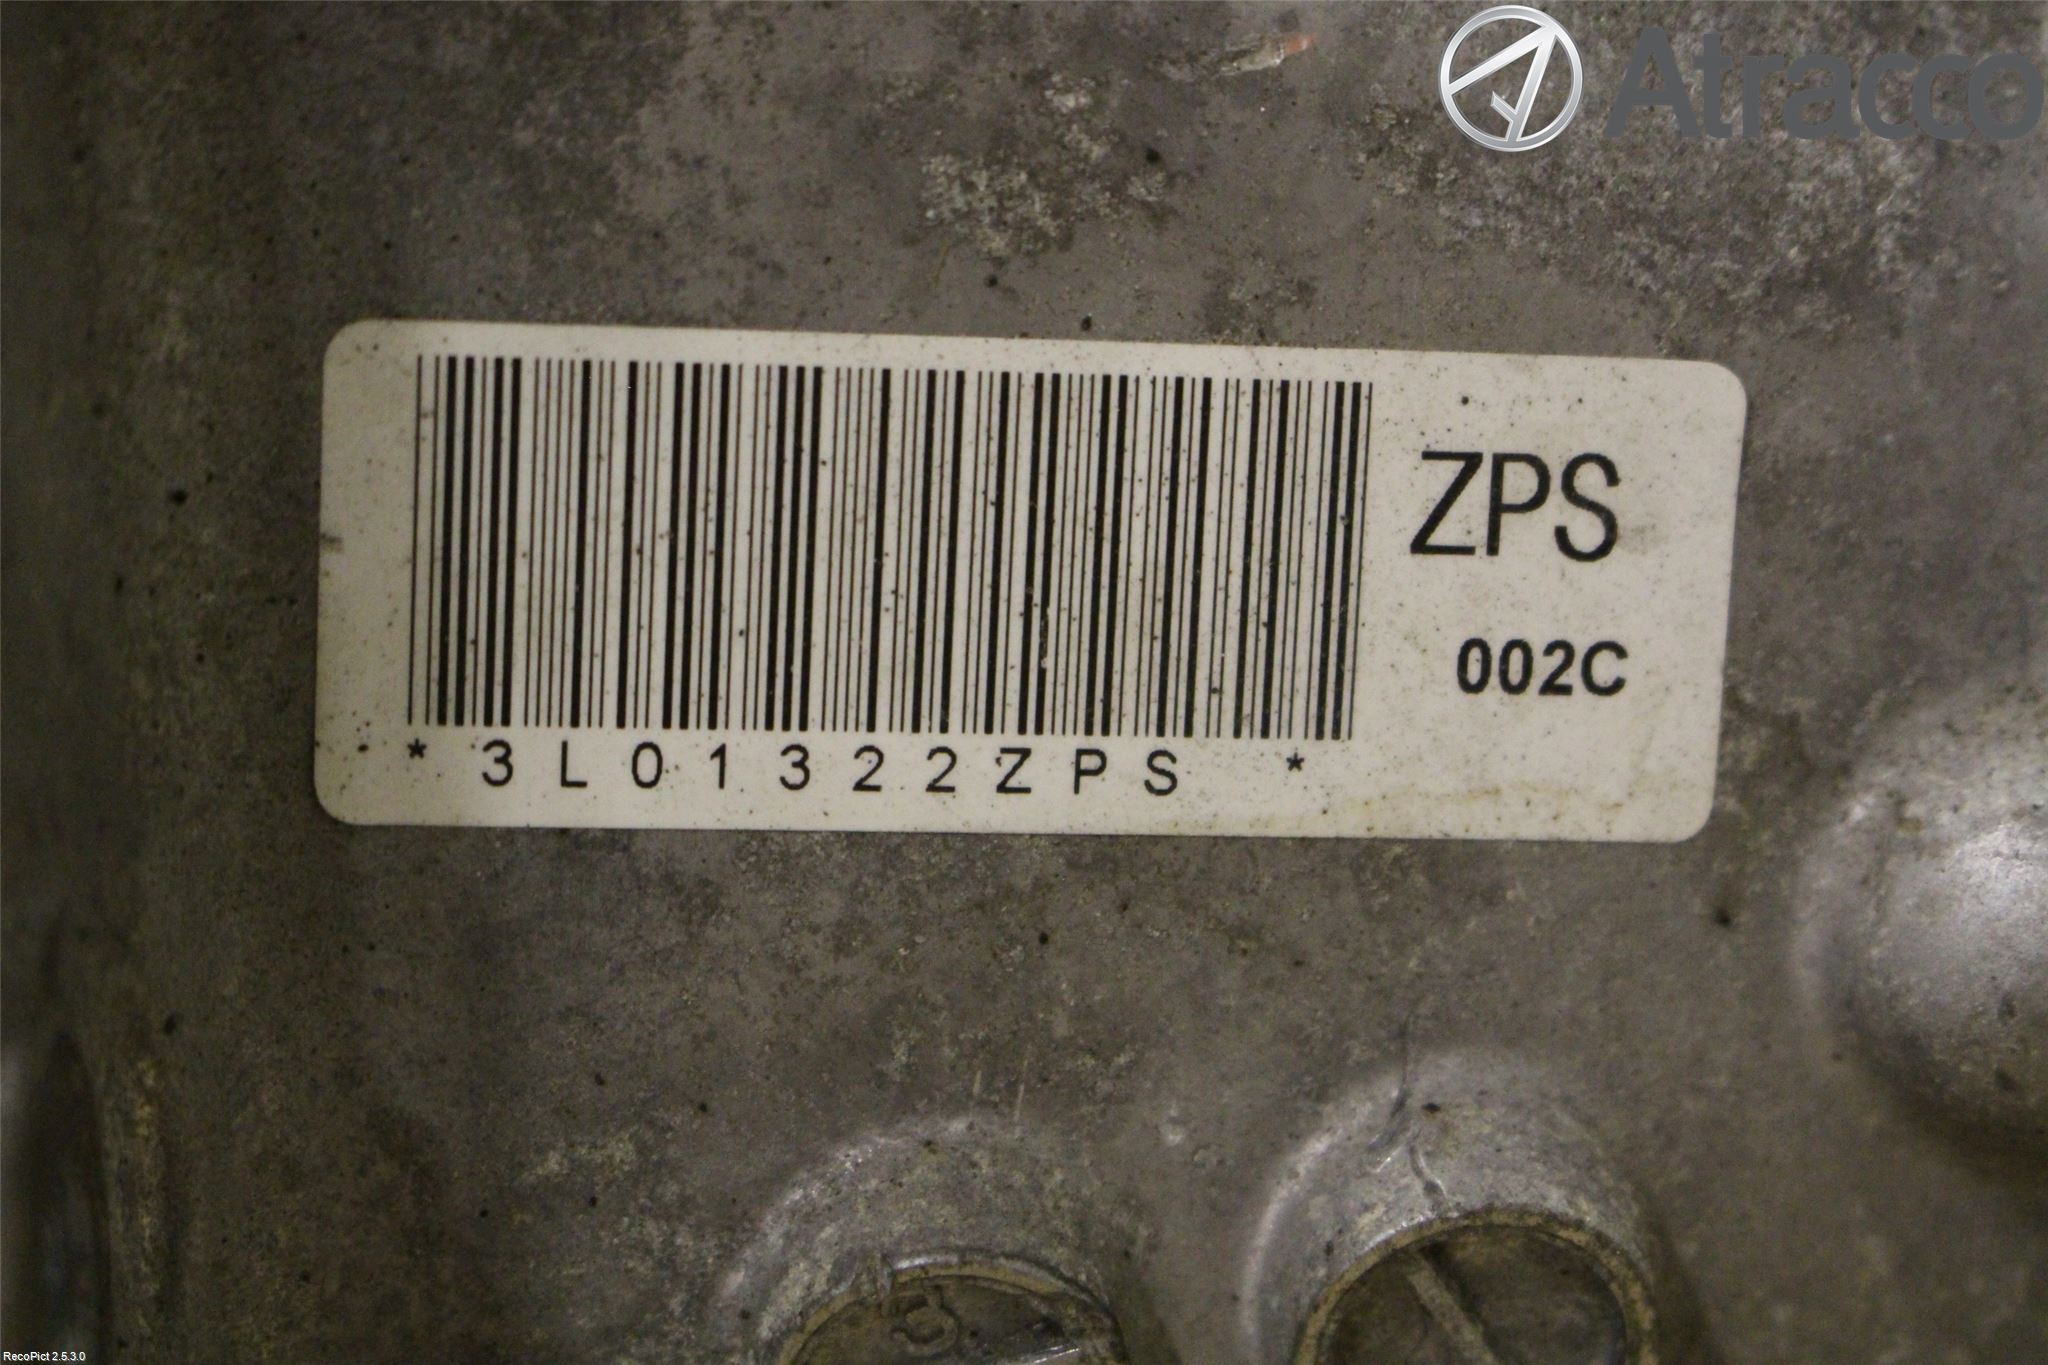 Atracco
ZPS
002C
*3L01322ZPS *
RecoPict 2.5.3.0